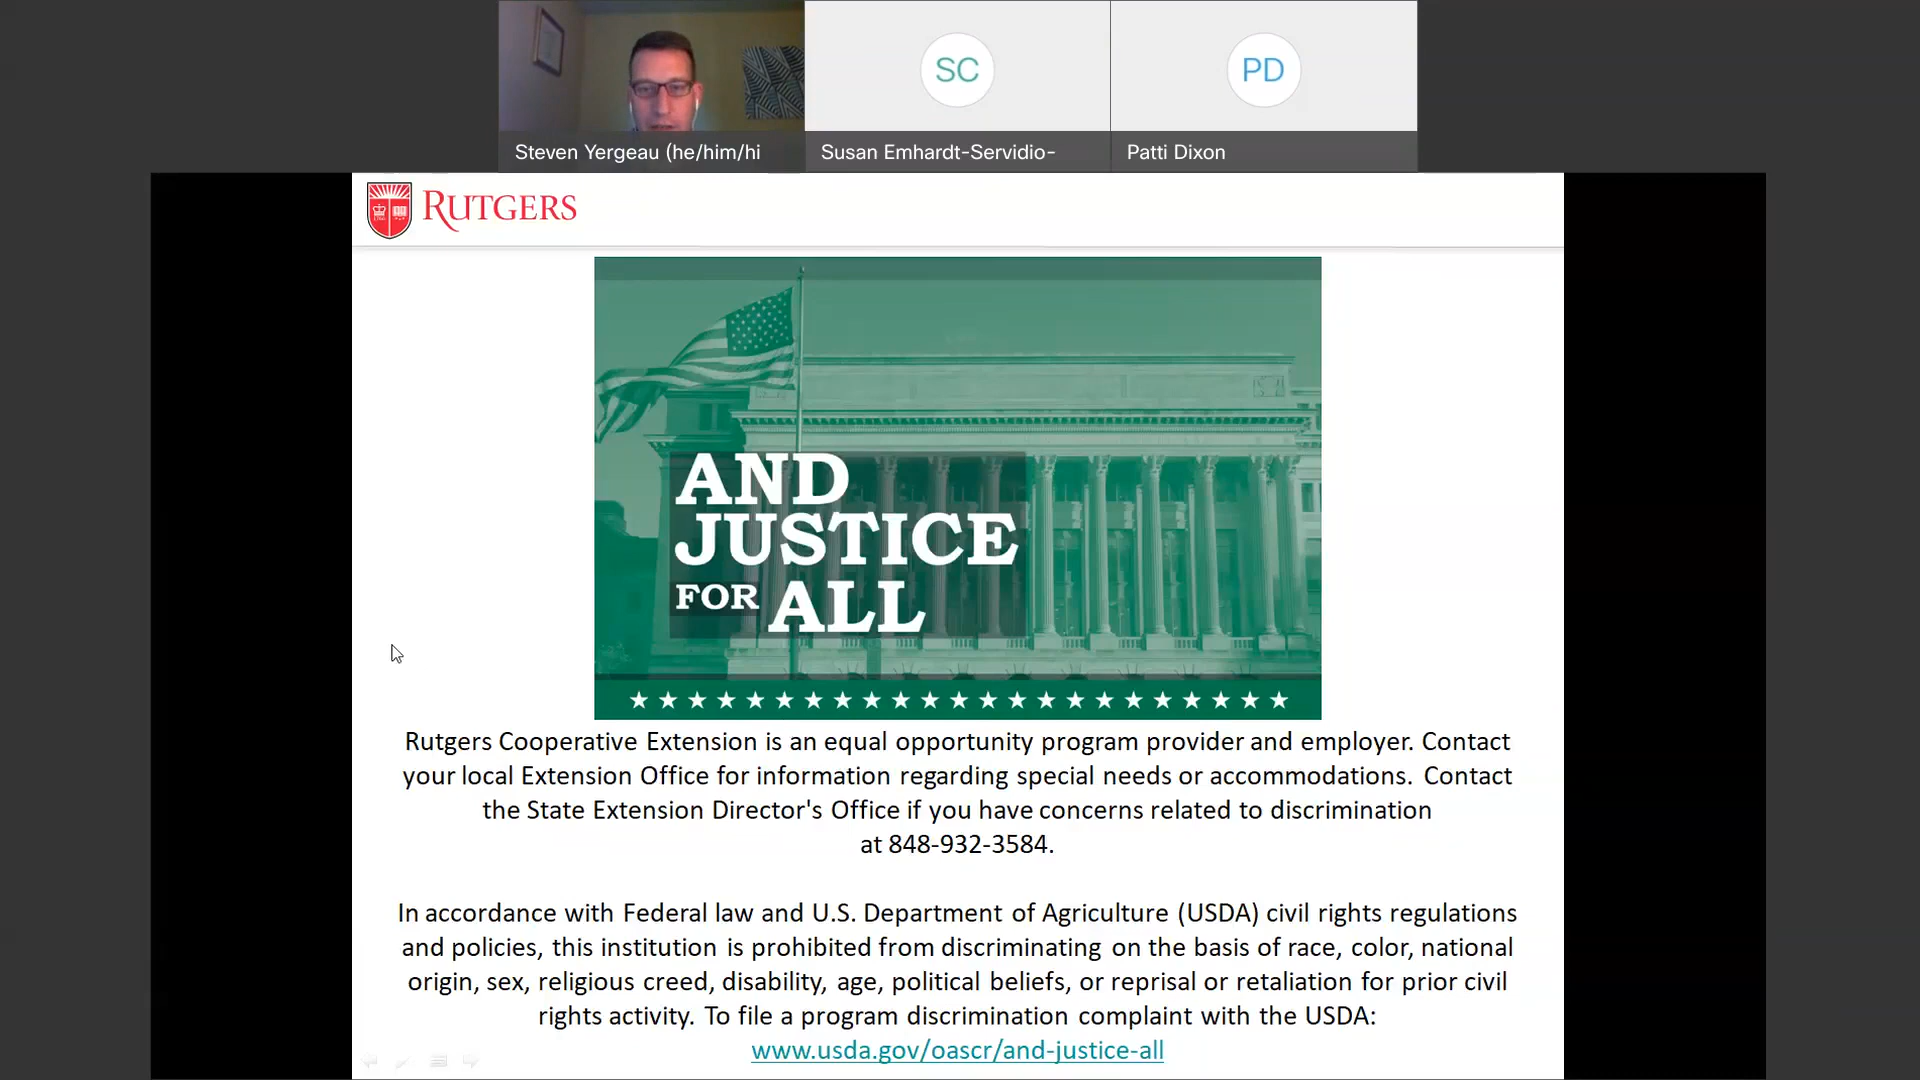 SC
PD
Steven Yergeau (he/him/hi
Susan Emhardt-Servidio-
Patti Dixon
RUTGERS
AND
JUSTICE
FOR ALL
Rutgers Cooperative Extension is an equal opportunity program provider and employer. Contact
your local Extension Office for information regarding special needs or accommodations. Contact
the State Extension Director's Office if you have concerns related to discrimination
at 848-932-3584.
In accordance with Federal law and U.S. Department of Agriculture (USDA) civil rights regulations
and policies, this institution is prohibited from discriminating on the basis of race, color, national
origin, sex, religious creed, disability, age, political beliefs, or reprisal or retaliation for prior civil
rights activity. To file a program discrimination complaint with the USDA:
www.usda.gov/oascr/and-justice-all